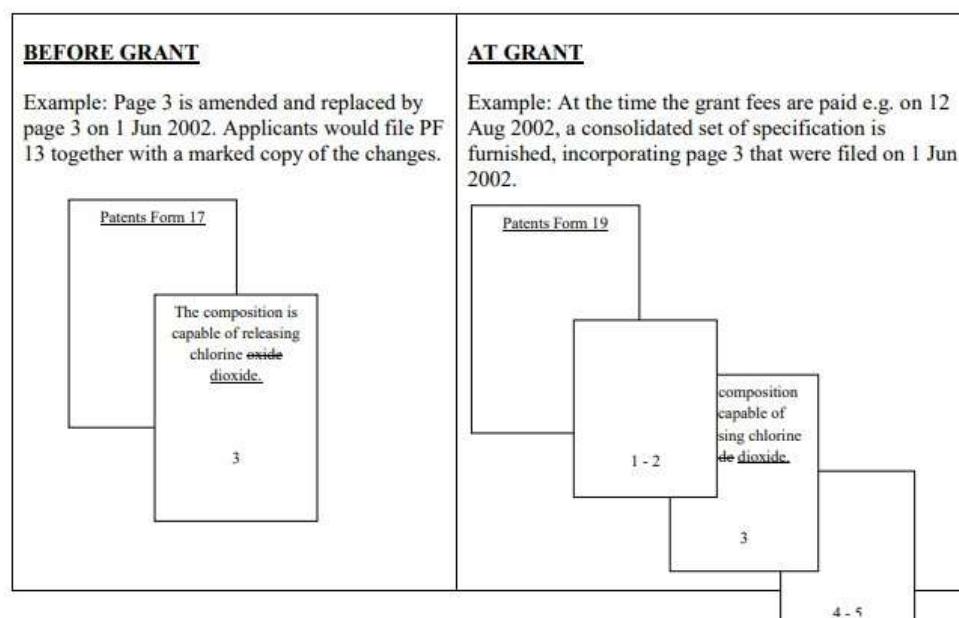 BEFORE GRANT
Example: Page 3 is amended and replaced by
page 3 on 1 Jun 2002. Applicants would file PF
13 together with a marked copy of the changes.
Patents Form 17
The composition is
capable of releasing
chlorine oxide
dioxide.
3
AT GRANT
Example: At the time the grant fees are paid e.g. on 12
Aug 2002, a consolidated set of specification is
furnished, incorporating page 3 that were filed on 1 Jun
2002.
Patents Form 19
1 - 2
composition
capable of
sing chlorine
de dioxide.
3
4 - 5